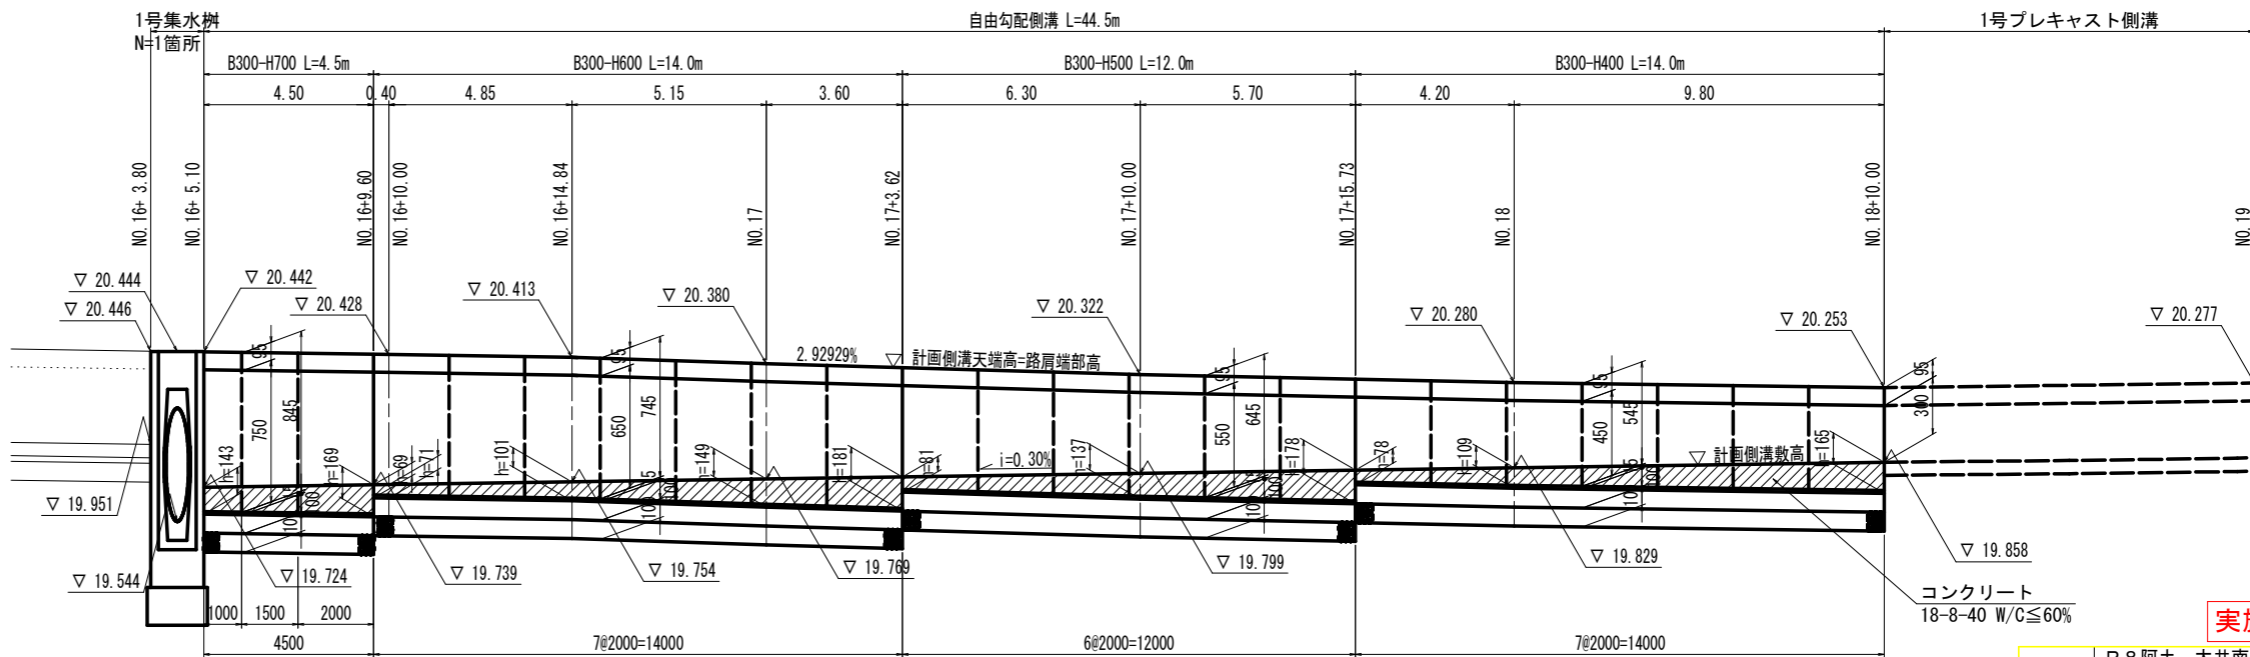 1号集水桝
N=1箇所
自由勾配側溝 L=44.5m
1号プレキャスト側溝
B300-H700 L=4.5m
B300-H600 L=14.0m
B300-H500 L=12.0m
B300-H400 L=14.0m
4.50
0.40
4.85
5.15
3.60
6.30
5.70
4.20
9.80
NO.16+ 3.80
NO.16+ 5.10
NO.16+9.60
NO.16+10.00
NO.16+14.84
NO.17
NO.17+3.62
NO.17+10.00
NO.17+15.73
NO.18
NO.18+10.00
NO.19
▽ 20.444
▽ 20.446
▽ 20.442
▽ 20.428
▽ 20.413
▽ 20.380
▽ 20.322
▽ 20.280
▽ 20.253
▽ 20.277
2.92929%
計画側溝天端高=路肩端部高
95
750
845
95
650
745
95
550
645
95
450
545
95
300
h=143
h=169
h=69
h=71
h=101
h=149
h=181
h=81
i=0.30%
h=137
h=178
h=78
h=109
計画側溝敷高
h=165
▽ 19.951
▽ 19.544
▽ 19.724
▽ 19.739
▽ 19.754
▽ 19.769
▽ 19.799
▽ 19.829
▽ 19.858
コンクリート
18-8-40 W/C≦60%
1000
1500
2000
4500
7@2000=14000
6@2000=12000
7@2000=14000